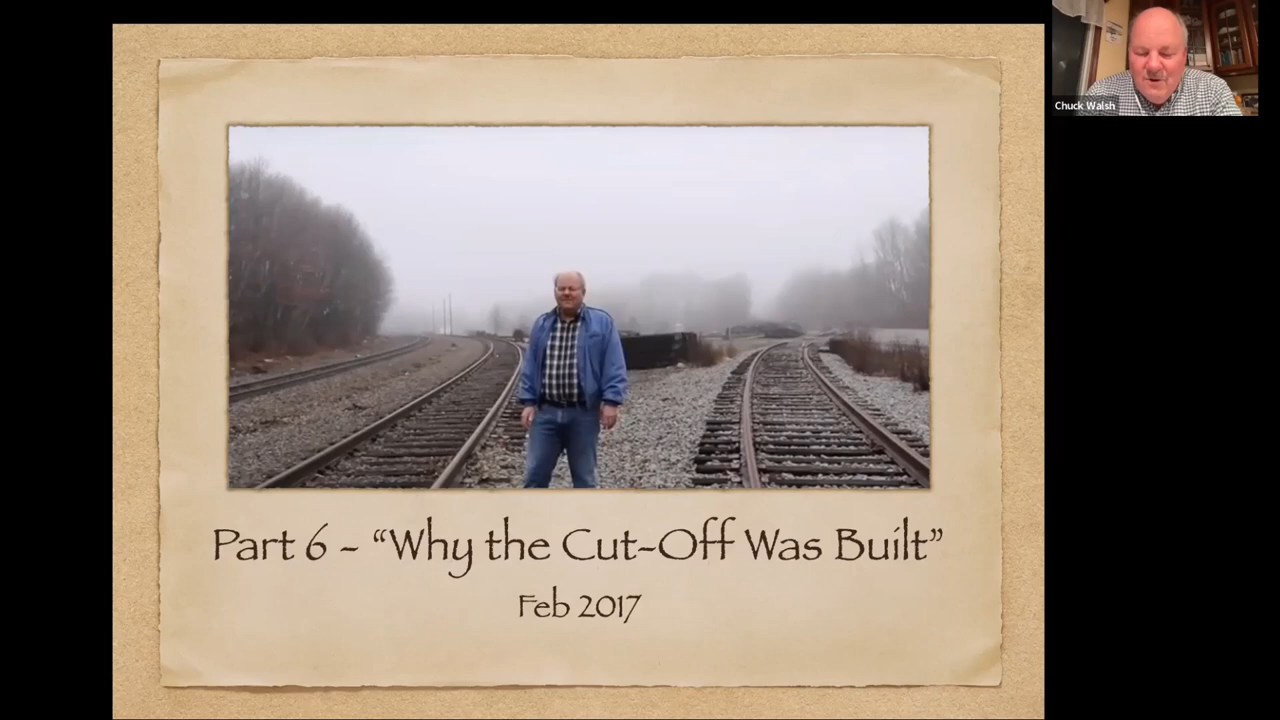 Chuck Walsh
Part 6 - “Why the Cut-Off Was Built”
Feb 2017